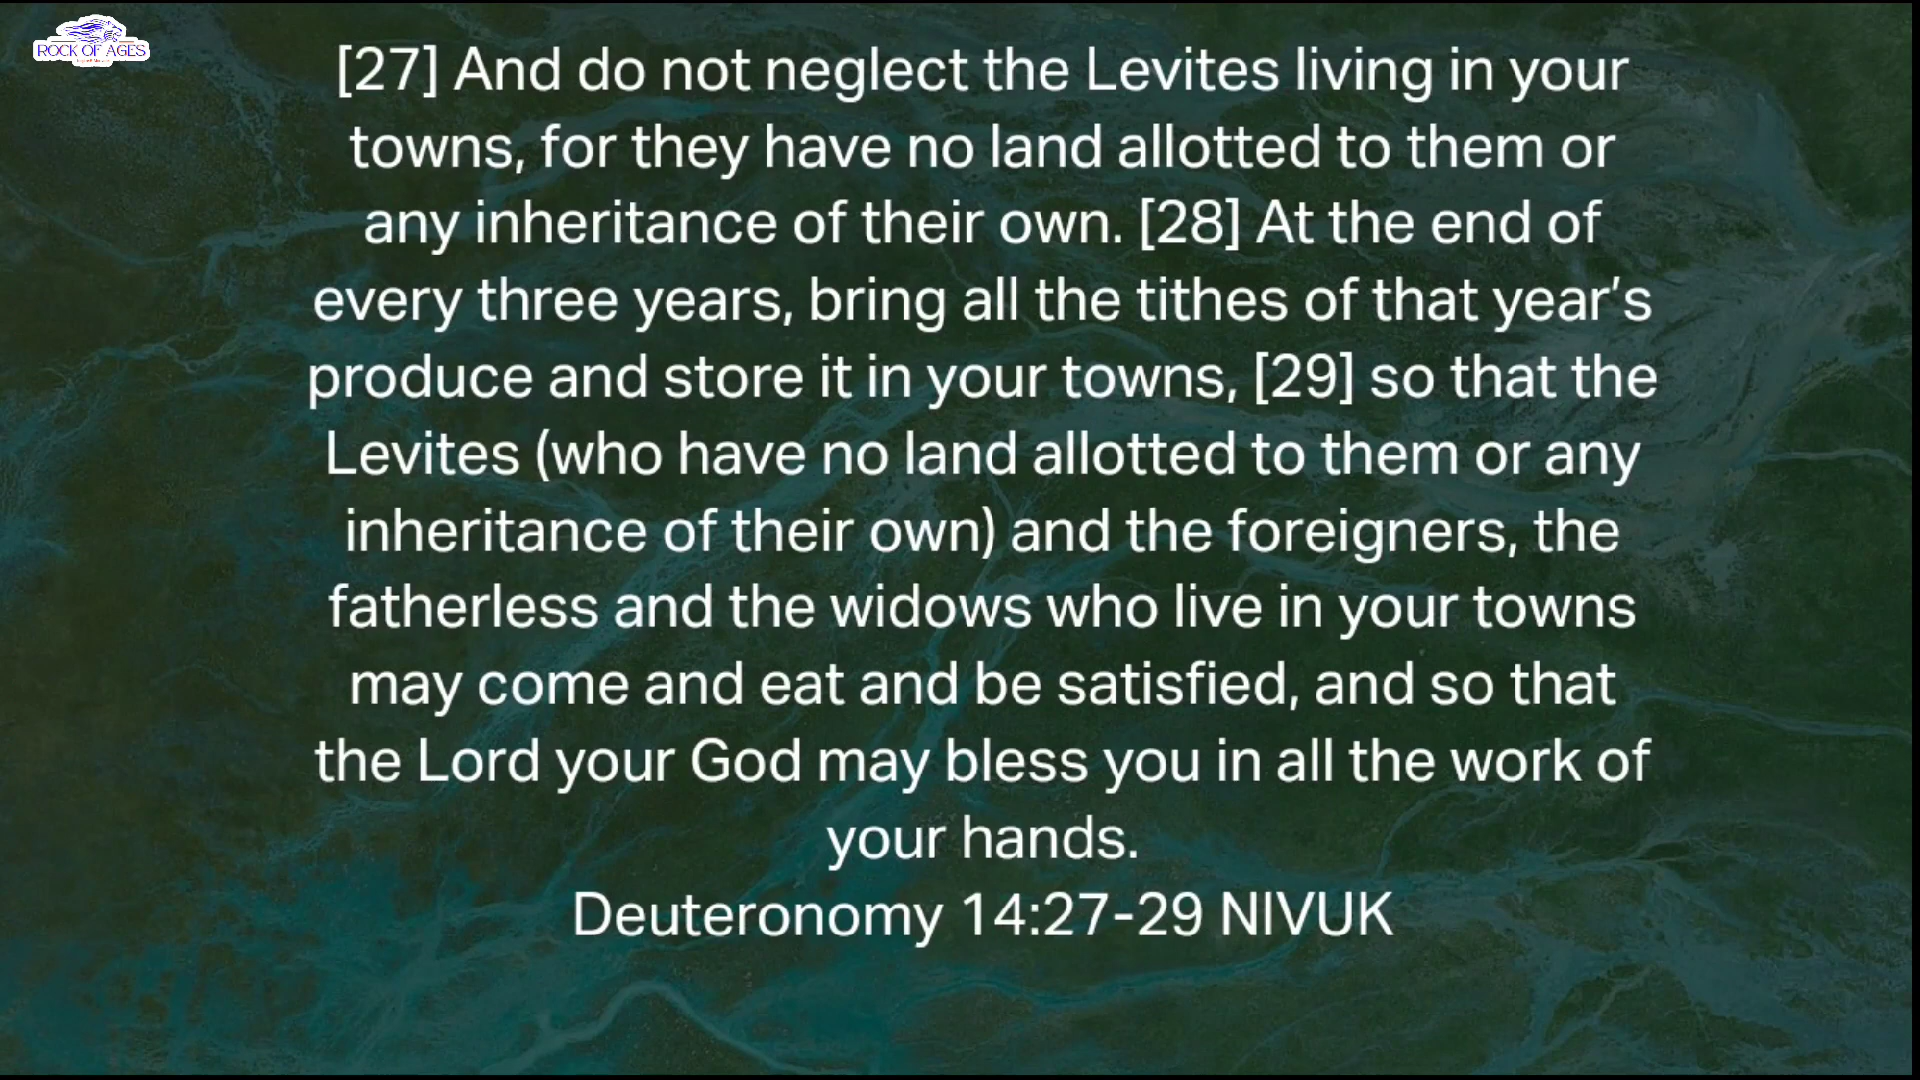 ROCK OF AGES
[27] And do not neglect the Levites living in your
towns, for they have no land allotted to them or
any inheritance of their own. [28] At the end of
every three years, bring all the tithes of that year's
produce and store it in your towns, [29] so that the
Levites (who have no land allotted to them or any
inheritance of their own) and the foreigners, the
fatherless and the widows who live in your towns
may come and eat and be satisfied, and so that
the Lord your God may bless you in all the work of
your hands.
Deuteronomy 14:27-29 NIVUK